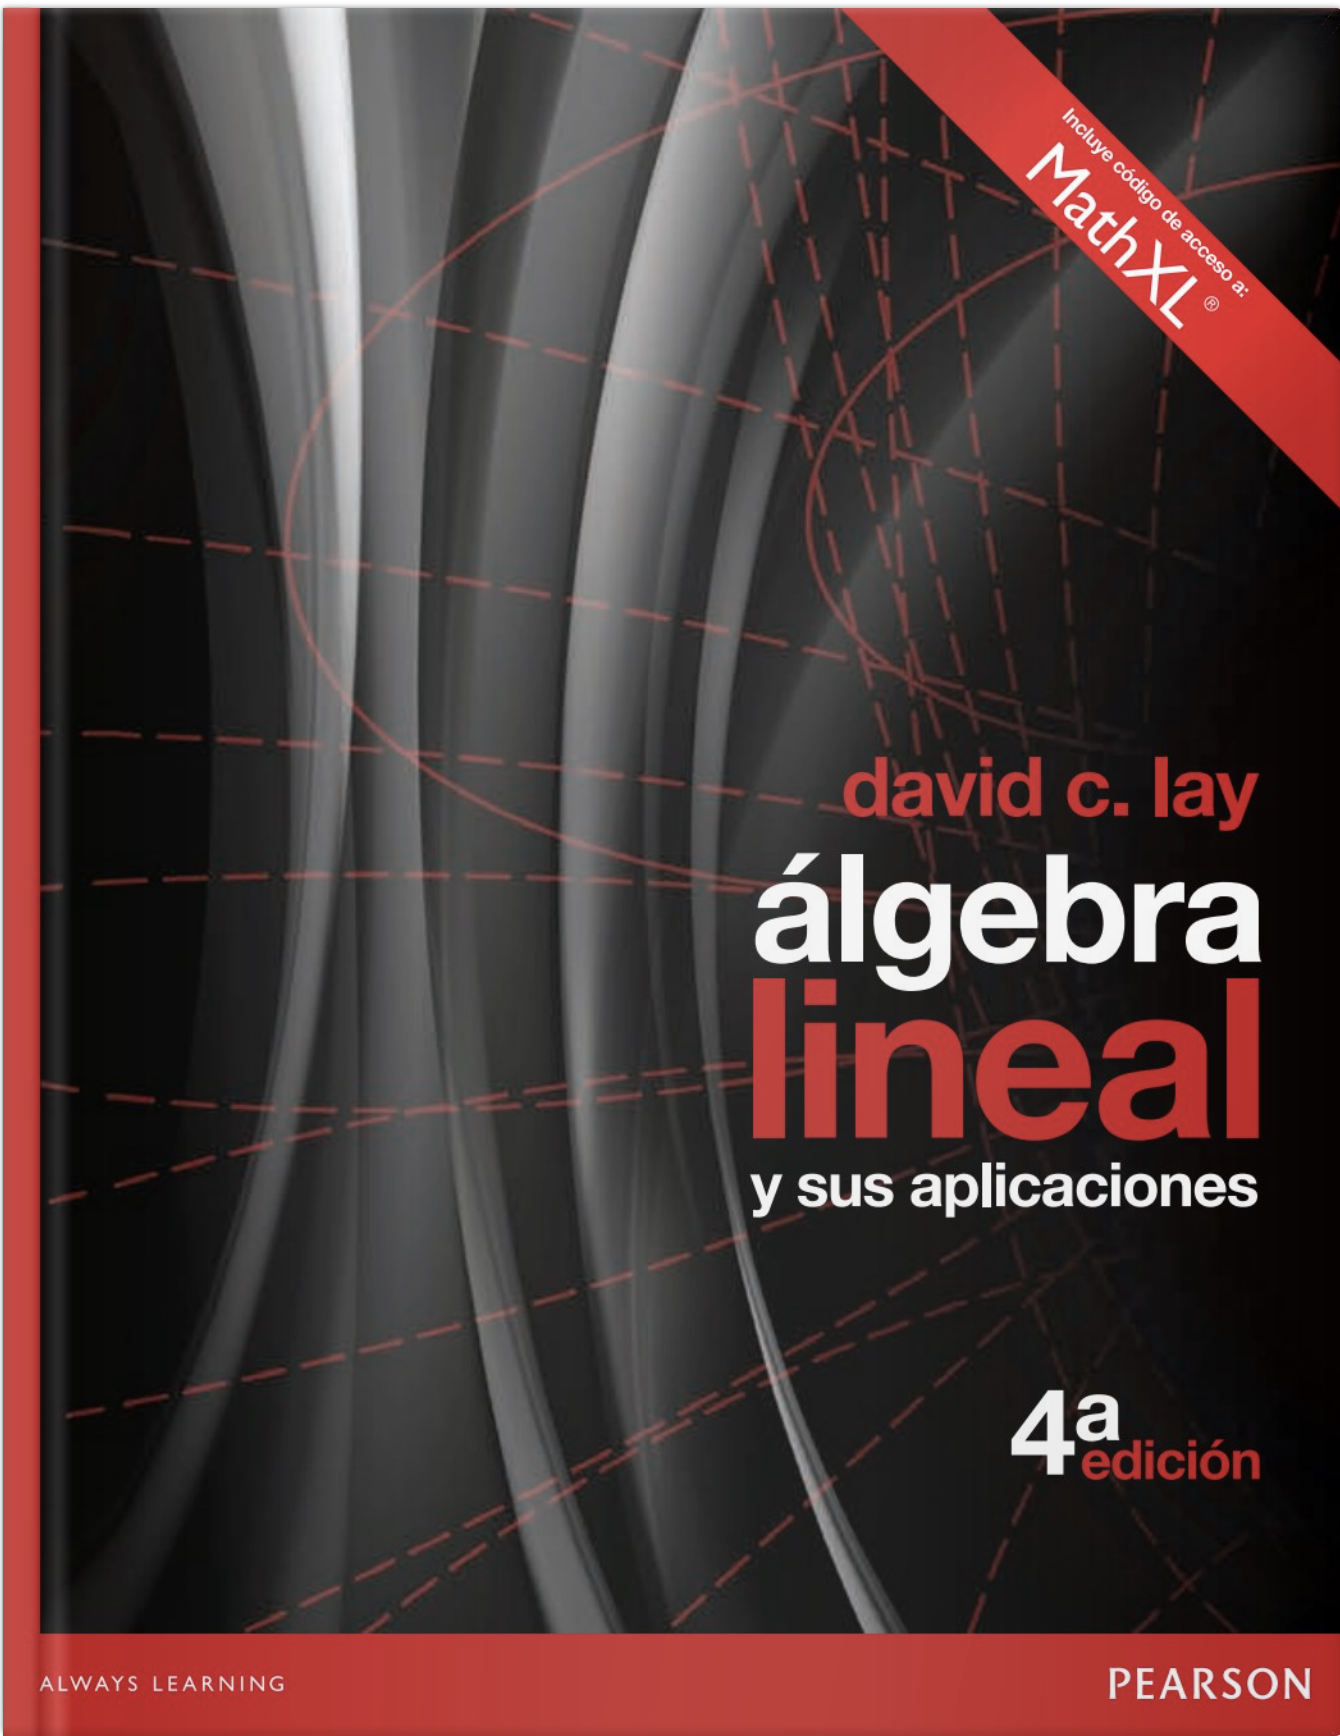 Incluye código de acceso a:
MathXL®
david c. lay
álgebra
lineal
y sus aplicaciones
4a
edición
ALWAYS LEARNING
PEARSON